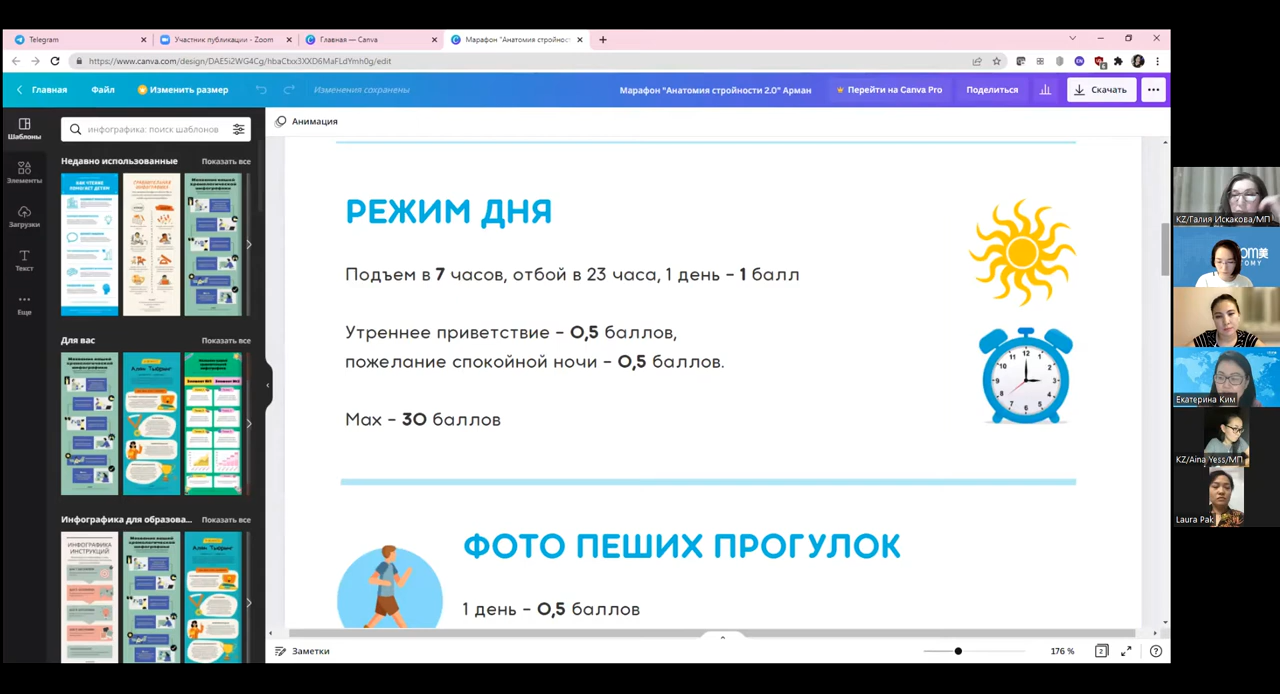 Telegram
Участник публикации - Zoom
Главная — Canva
Марафон "Анатомия стройнос
https://www.canva.com/design/DAE5i2WG4Cg/hbaCtxx3XXD6MaFLdYmh0g/edit
Главная
Файл
Изменить размер
Изменения сохранены
Марафон "Анатомия стройности 2.0" Арман
Перейти на Canva Pro
Поделиться
Скачать
Шаблоны
Элементы
Загрузки
Текст
Еще
инфографика: поиск шаблонов
Недавно использованные
Показать все
Для вас
Показать все
Инфографика для образова...
Показать все
ИНФОГРАФИКА
ИНСТРУКЦИЙ
Анимация
РЕЖИМ ДНЯ
Подъем в 7 часов, отбой в 23 часа, 1 день – 1 балл
Утреннее приветствие – 0,5 баллов,
пожелание спокойной ночи – 0,5 баллов.
Мах – 30 баллов
ФОТО ПЕШИХ ПРОГУЛОК
1 день – 0,5 баллов
Заметки
176 %
2
KZ/Галия Искакова/МП
Екатерина Ким
KZ/Aina Yess/МП
Laura Pak